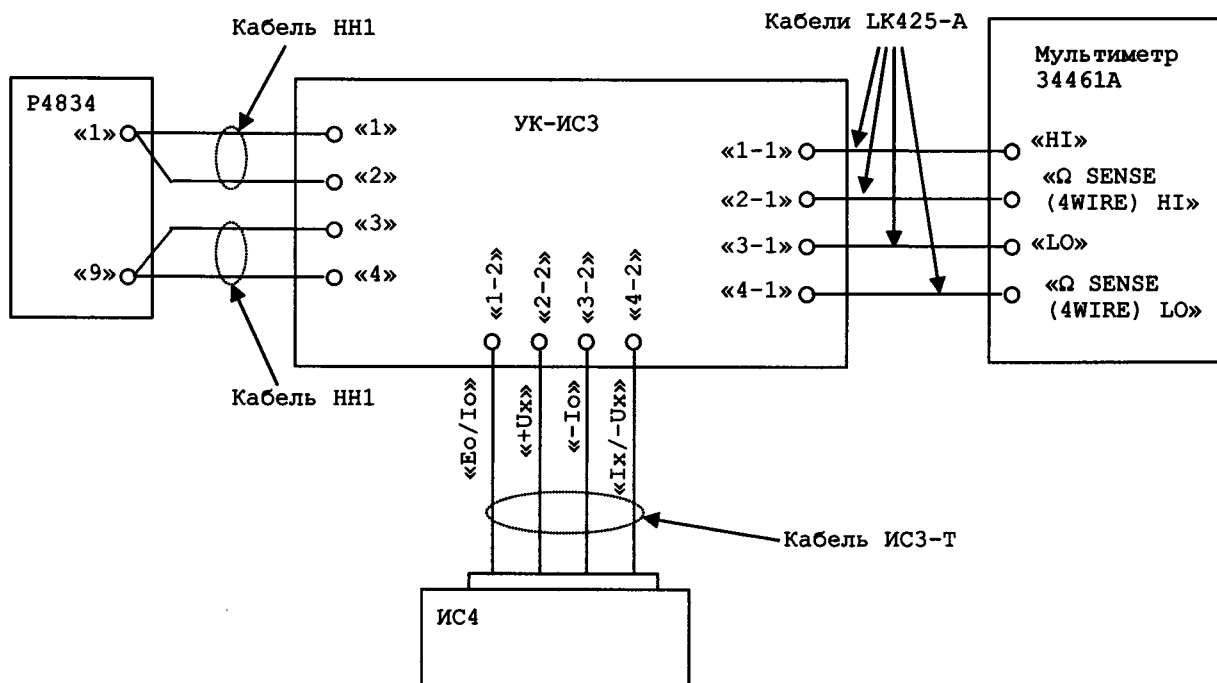 Кабель НН1
Кабели LK425-A
Мультиметр
34461A
Р4834
УК-ИС3
«1»
«9»
«1»
«2»
«3»
«4»
«1-1»
«2-1»
«3-1»
«4-1»
«HI»
«Ω SENSE
(4WIRE) HI»
«LO»
«Ω SENSE
(4WIRE) LO»
«1-2»
«2-2»
«3-2»
«4-2»
Кабель НН1
«Eo/Io»
«+Ux»
«-Io»
«Ix/-Ux»
Кабель ИС3-Т
ИС4